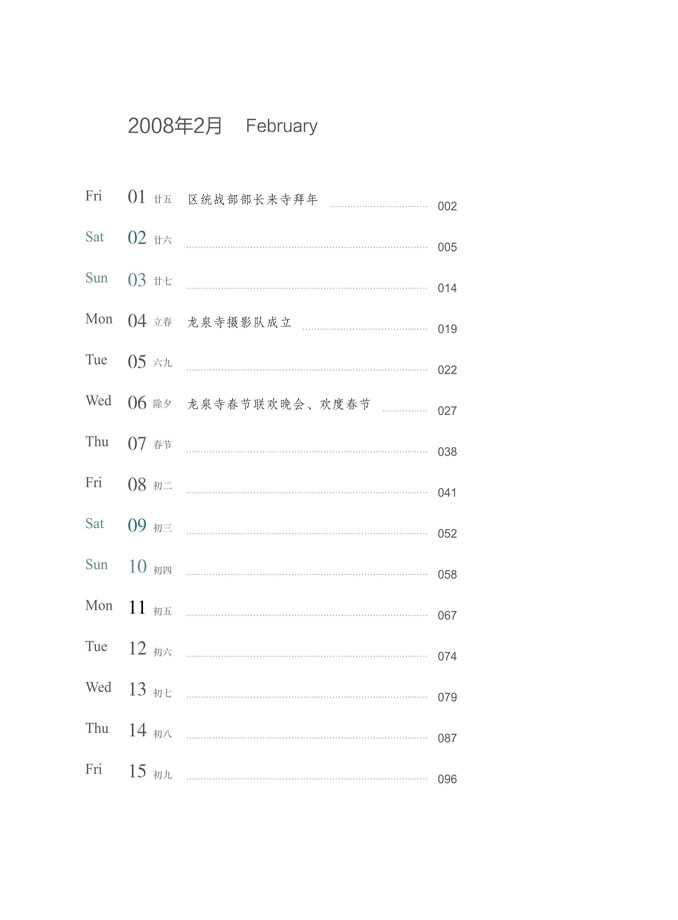 2008年2月 February
Fri 01 廿五 区统战部部长来寺拜年 002
Sat 02 廿六 005
Sun 03 廿七 014
Mon 04 立春 龙泉寺摄影队成立 019
Tue 05 六九 022
Wed 06 除夕 龙泉寺春节联欢晚会、欢度春节 027
Thu 07 春节 038
Fri 08 初二 041
Sat 09 初三 052
Sun 10 初四 058
Mon 11 初五 067
Tue 12 初六 074
Wed 13 初七 079
Thu 14 初八 087
Fri 15 初九 096